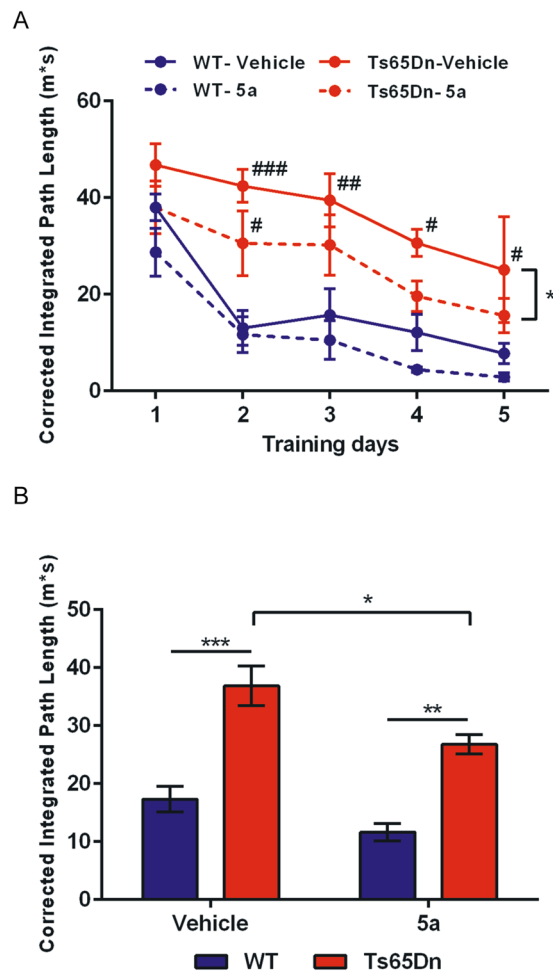 A
WT- Vehicle
Ts65Dn-Vehicle
WT- 5a
Ts65Dn- 5a
Corrected Integrated Path Length (m*s)
60
40
20
0
###
##
#
#
#
*
1 2 3 4 5
Training days
B
Corrected Integrated Path Length (m*s)
50
40
30
20
10
0
*
***
**
Vehicle 5a
WT Ts65Dn